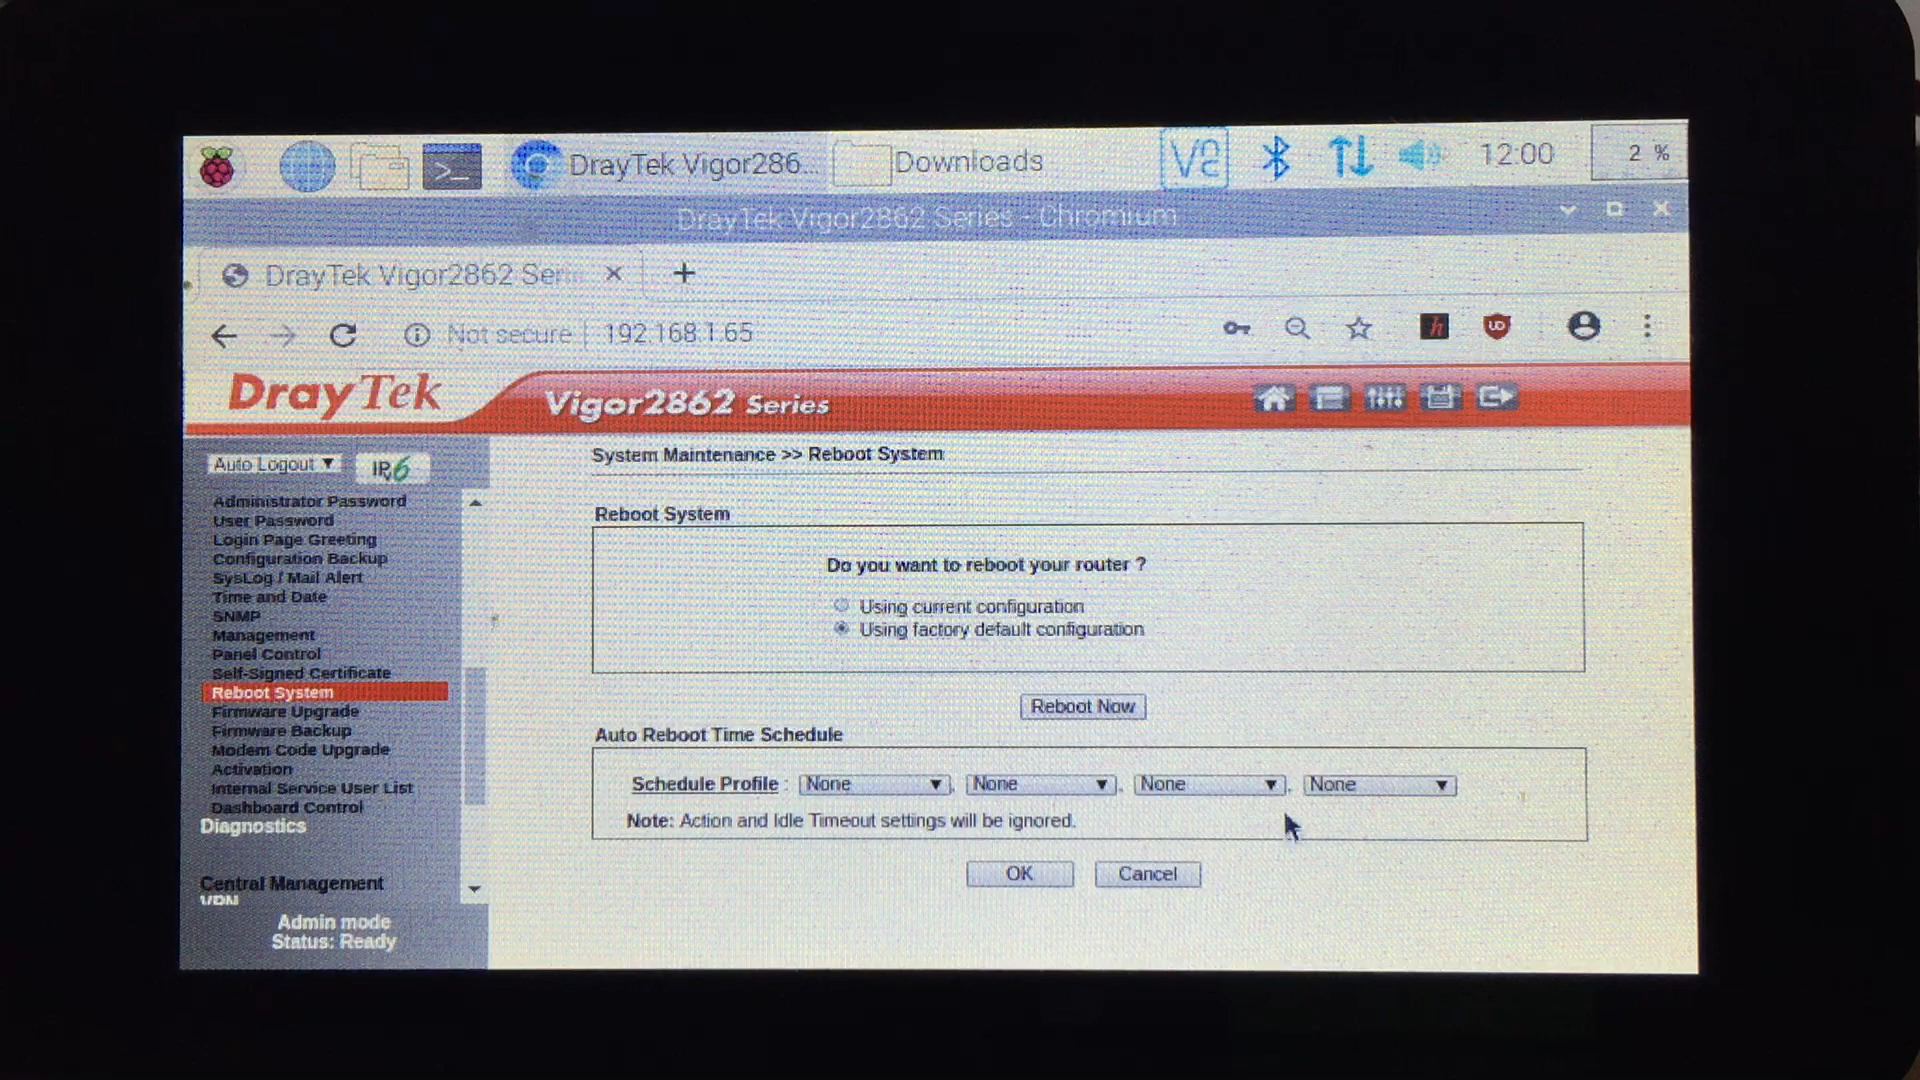 DrayTek Vigor286...
Downloads
12:00
2 %
DrayTek Vigor2862 Series - Chromium
DrayTek Vigor2862 Seri
Not secure | 192.168.1.65
DrayTek
Vigor2862 Series
Auto Logout
IPv6
Administrator Password
User Password
Login Page Greeting
Configuration Backup
SysLog / Mail Alert
Time and Date
SNMP
Management
Panel Control
Self-Signed Certificate
Reboot System
Firmware Upgrade
Firmware Backup
Modem Code Upgrade
Activation
Internal Service User List
Dashboard Control
Diagnostics
Central Management
VPN
Admin mode
Status: Ready
System Maintenance >> Reboot System
Reboot System
Do you want to reboot your router ?
Using current configuration
Using factory default configuration
Reboot Now
Auto Reboot Time Schedule
Schedule Profile : None , None , None , None
Note: Action and Idle Timeout settings will be ignored.
OK Cancel